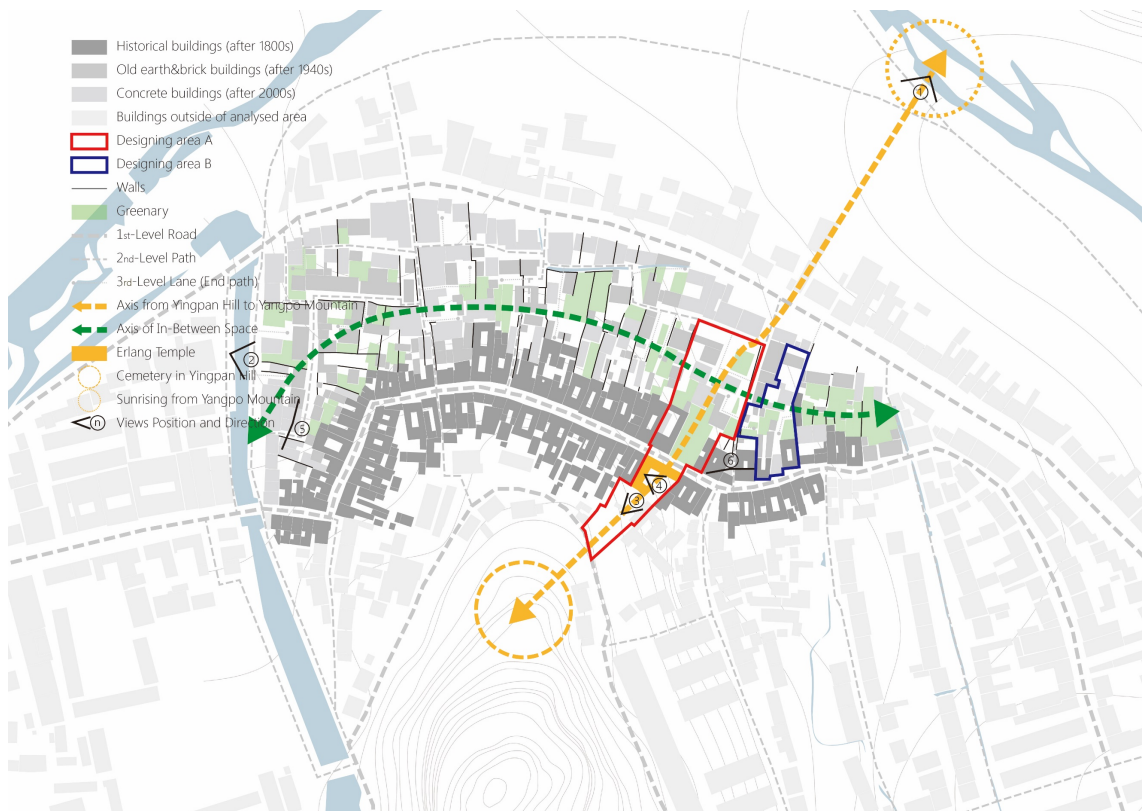 Historical buildings (after 1800s)
Old earth&brick buildings (after 1940s)
Concrete buildings (after 2000s)
Buildings outside of analysed area
Designing area A
Designing area B
Walls
Greenary
1st-Level Road
2nd-Level Path
3rd-Level Lane (End path)
Axis from Yingpan Hill to Yangpo Mountain
Axis of In-Between Space
Erlang Temple
Cemetery in Yingpan Hill
Sunrising from Yangpo Mountain
n Views Position and Direction
1
2
5
6
4
3